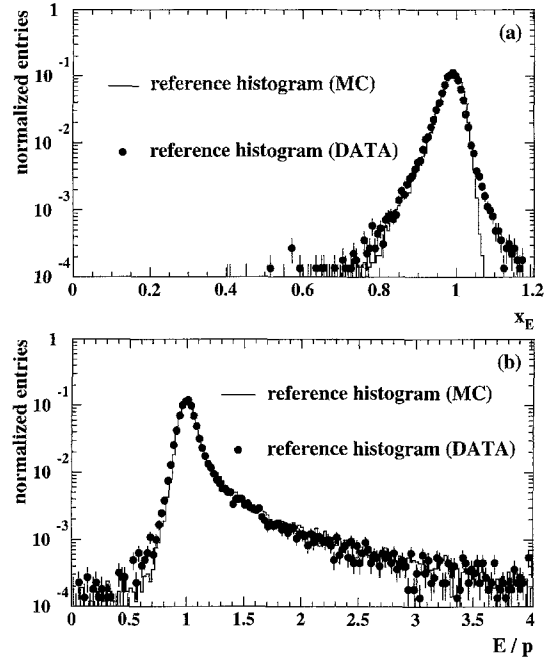 normalized entries
1
10 -1
10 -2
10 -3
10 -4
(a)
reference histogram (MC)
reference histogram (DATA)
0 0.2 0.4 0.6 0.8 1 1.2
x_E
normalized entries
1
10 -1
10 -2
10 -3
10 -4
(b)
reference histogram (MC)
reference histogram (DATA)
0 0.5 1 1.5 2 2.5 3 3.5 4
E / p